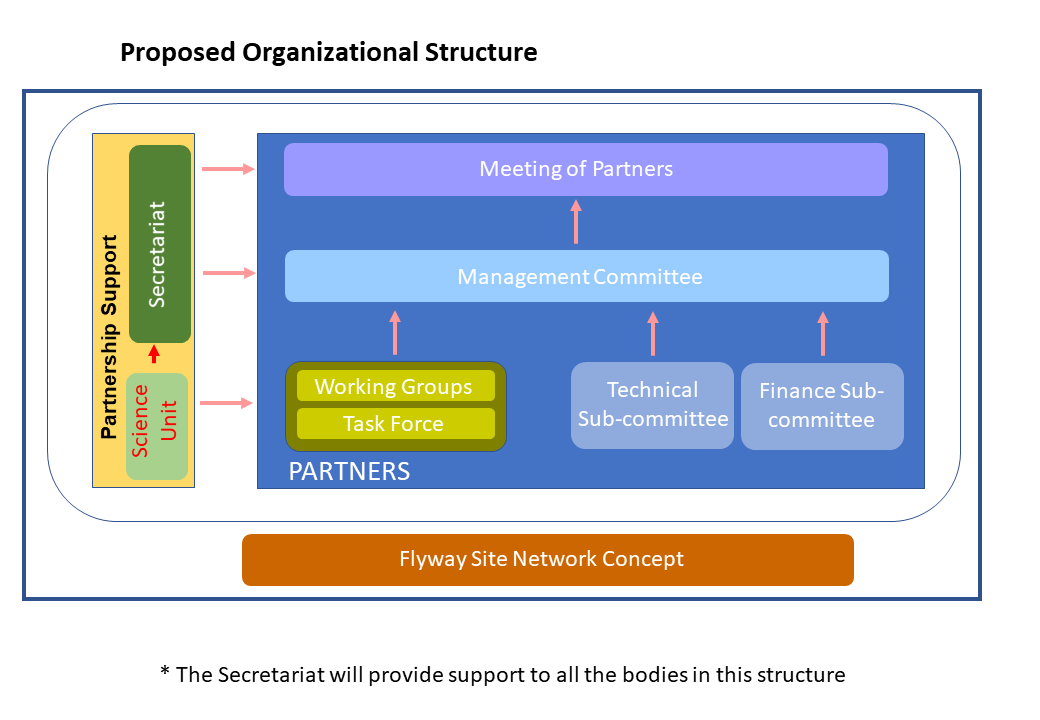 Proposed Organizational Structure
Partnership Support
Secretariat
Science
Unit
Meeting of Partners
Management Committee
Working Groups
Task Force
Technical
Sub-committee
Finance Sub-
committee
PARTNERS
Flyway Site Network Concept
* The Secretariat will provide support to all the bodies in this structure